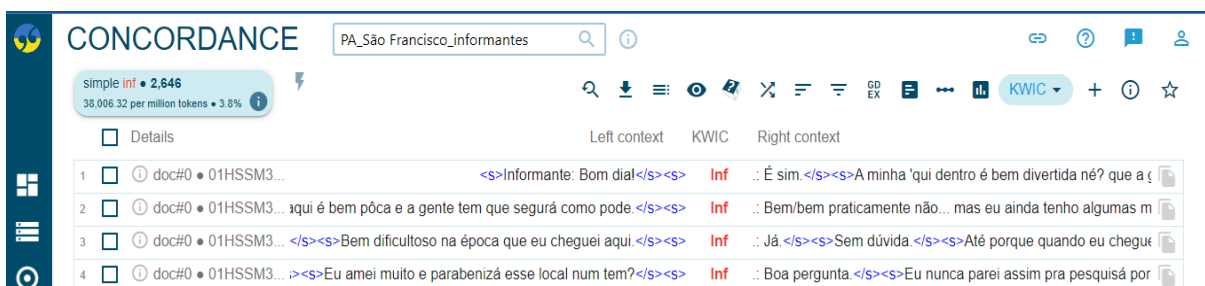 CONCORDANCE PA_São Francisco_informantes
simple inf • 2,646
38,006.32 per million tokens • 3.8% i
GD EX KWIC
Details Left context KWIC Right context
1 doc#0 • 01HSSM3... <s>Informante: Bom dia!</s><s> Inf .: É sim.</s><s>A minha 'qui dentro é bem divertida né? que a g
2 doc#0 • 01HSSM3... aqui é bem pôca e a gente tem que segurá como pode.</s><s> Inf .: Bem/bem praticamente não... mas eu ainda tenho algumas m
3 doc#0 • 01HSSM3... </s><s>Bem dificultoso na época que eu cheguei aqui.</s><s> Inf .: Já.</s><s>Sem dúvida.</s><s>Até porque quando eu chegue
4 doc#0 • 01HSSM3... <s>Eu amei muito e parabenizá esse local num tem?</s><s> Inf .: Boa pergunta.</s><s>Eu nunca parei assim pra pesquisá por